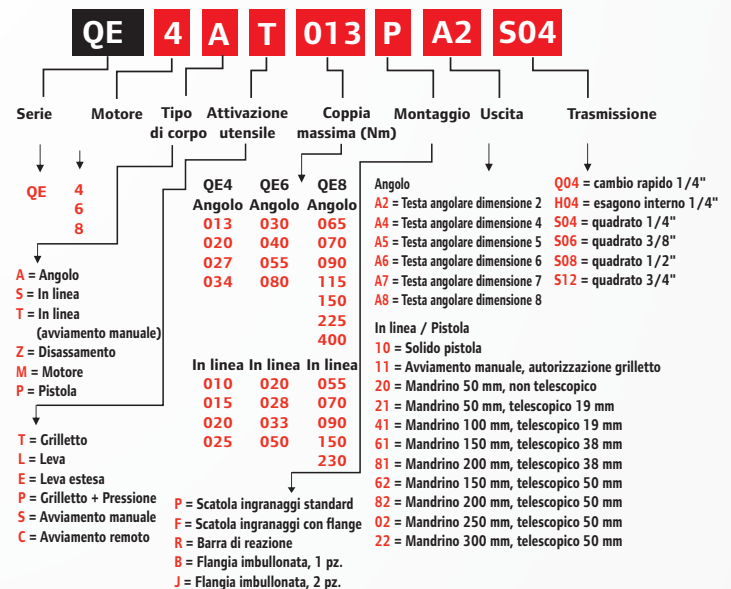 QE 4 A T 013 P A2 S04
Serie Motore Tipo di corpo Attivazione utensile Coppia massima (Nm) Montaggio Uscita Trasmissione
QE
4
6
8
A = Angolo
S = In linea
T = In linea
(avviamento manuale)
Z = Disassamento
M = Motore
P = Pistola
T = Grilletto
L = Leva
E = Leva estesa
P = Grilletto + Pressione
S = Avviamento manuale
C = Avviamento remoto
QE4 QE6 QE8
Angolo Angolo Angolo
013 030 065
020 040 070
027 055 090
034 080 115
150
225
400
In linea In linea In linea
010 020 055
015 028 070
020 033 090
025 050 150
230
P = Scatola ingranaggi standard
F = Scatola ingranaggi con flange
R = Barra di reazione
B = Flangia imbullonata, 1 pz.
J = Flangia imbullonata, 2 pz.
Angolo
A2 = Testa angolare dimensione 2
A4 = Testa angolare dimensione 4
A5 = Testa angolare dimensione 5
A6 = Testa angolare dimensione 6
A7 = Testa angolare dimensione 7
A8 = Testa angolare dimensione 8
In linea / Pistola
10 = Solido pistola
11 = Avviamento manuale, autorizzazione grilletto
20 = Mandrino 50 mm, non telescopico
21 = Mandrino 50 mm, telescopico 19 mm
41 = Mandrino 100 mm, telescopico 19 mm
61 = Mandrino 150 mm, telescopico 38 mm
81 = Mandrino 200 mm, telescopico 38 mm
62 = Mandrino 150 mm, telescopico 50 mm
82 = Mandrino 200 mm, telescopico 50 mm
02 = Mandrino 250 mm, telescopico 50 mm
22 = Mandrino 300 mm, telescopico 50 mm
Q04 = cambio rapido 1/4"
H04 = esagono interno 1/4"
S04 = quadrato 1/4"
S06 = quadrato 3/8"
S08 = quadrato 1/2"
S12 = quadrato 3/4"